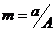 m = a/A